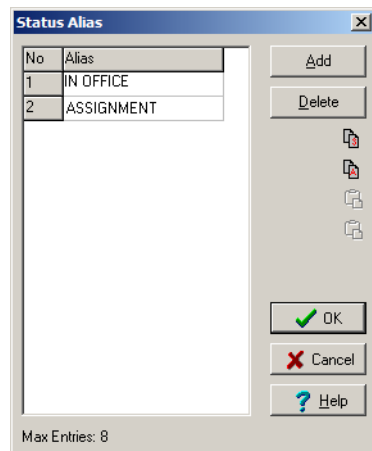 Status Alias
No Alias
Add
1 IN OFFICE
2 ASSIGNMENT
Delete
OK
Cancel
Help
Max Entries: 8